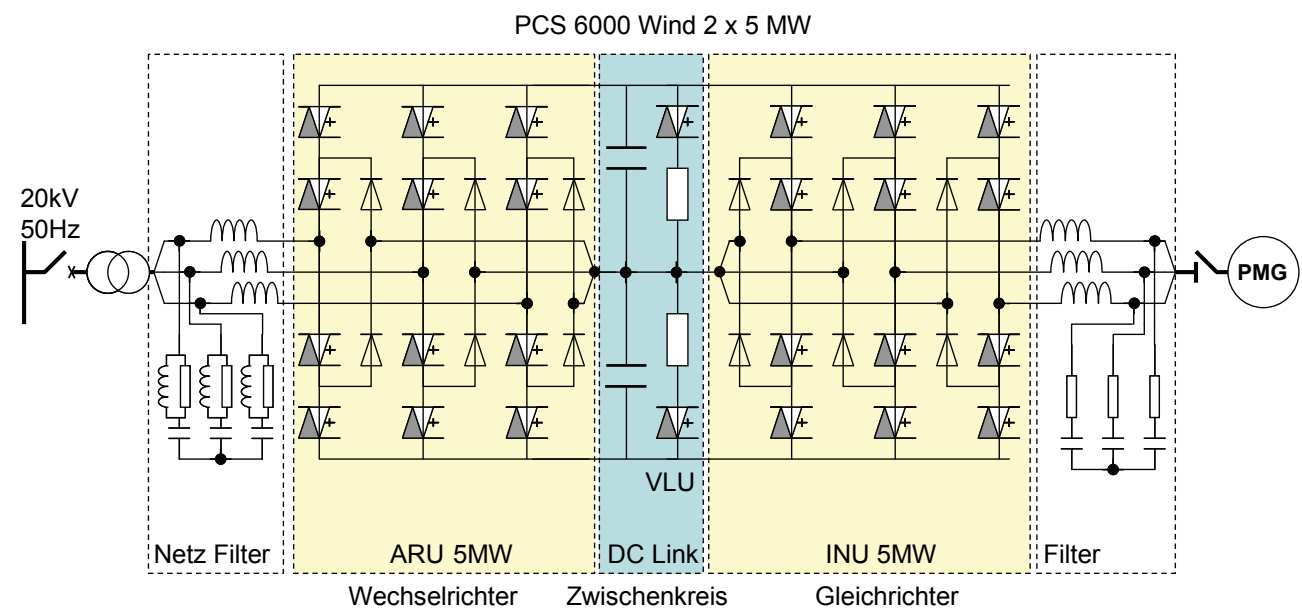 PCS 6000 Wind 2 x 5 MW
20kV
50Hz
PMG
VLU
Netz Filter
ARU 5MW
DC Link
INU 5MW
Filter
Wechselrichter
Zwischenkreis
Gleichrichter